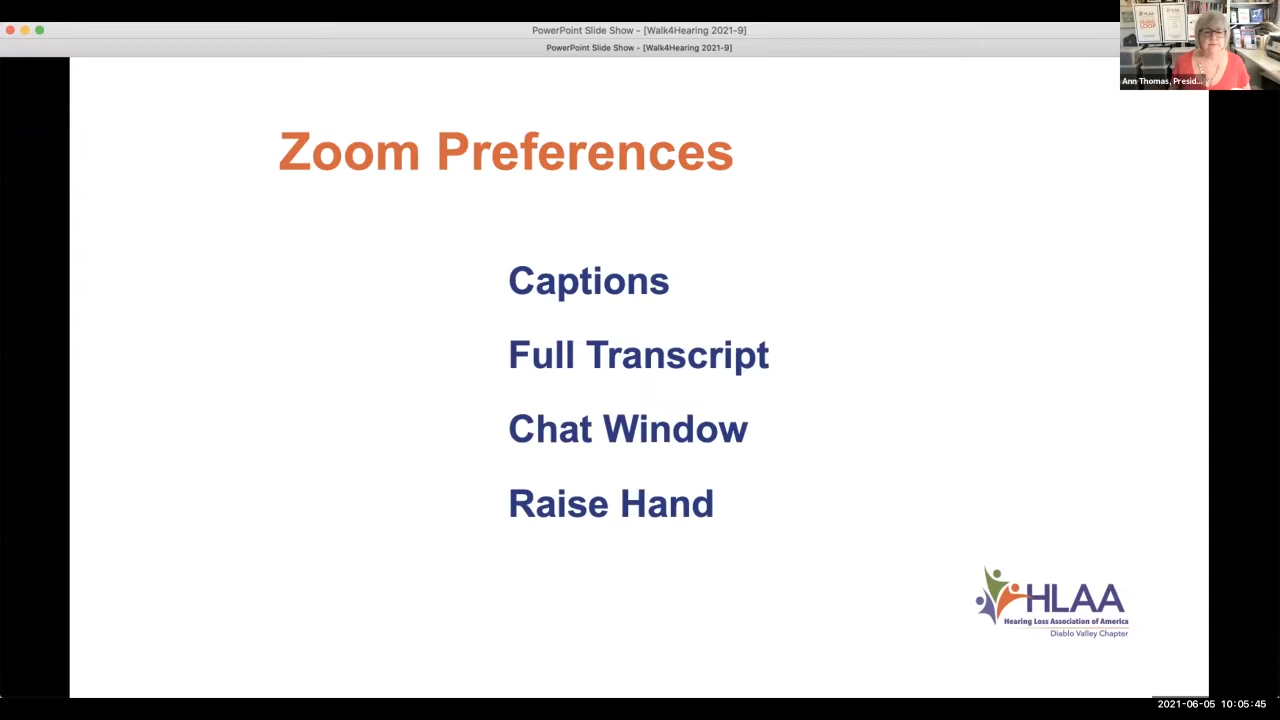 PowerPoint Slide Show - [Walk4Hearing 2021-9]
PowerPoint Slide Show - [Walk4Hearing 2021-9]
LOOP
Ann Thomas, Presid...
Zoom Preferences
Captions
Full Transcript
Chat Window
Raise Hand
HLAA
Hearing Loss Association of America
Diablo Valley Chapter
2021-06-05 10:05:45